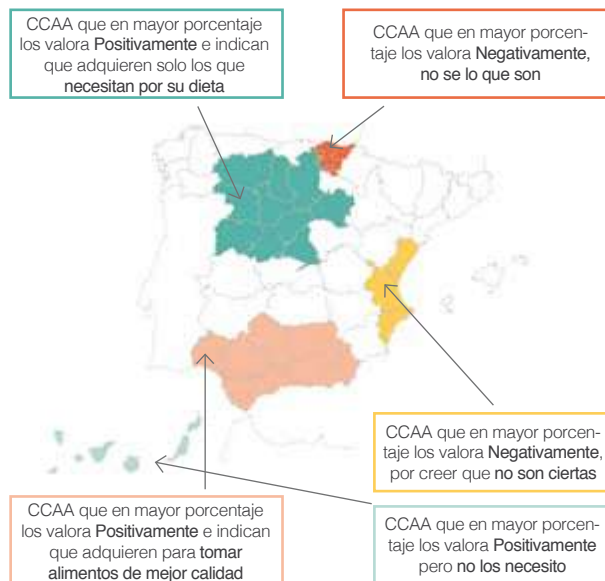 CCAA que en mayor porcentaje
los valora Positivamente e indican
que adquieren solo los que
necesitan por su dieta
CCAA que en mayor porcen-
taje los valora Negativamente,
no se lo que son
CCAA que en mayor porcen-
taje los valora Negativamente,
por creer que no son ciertas
CCAA que en mayor porcentaje
los valora Positivamente e indican
que adquieren para tomar
alimentos de mejor calidad
CCAA que en mayor porcen-
taje los valora Positivamente
pero no los necesito